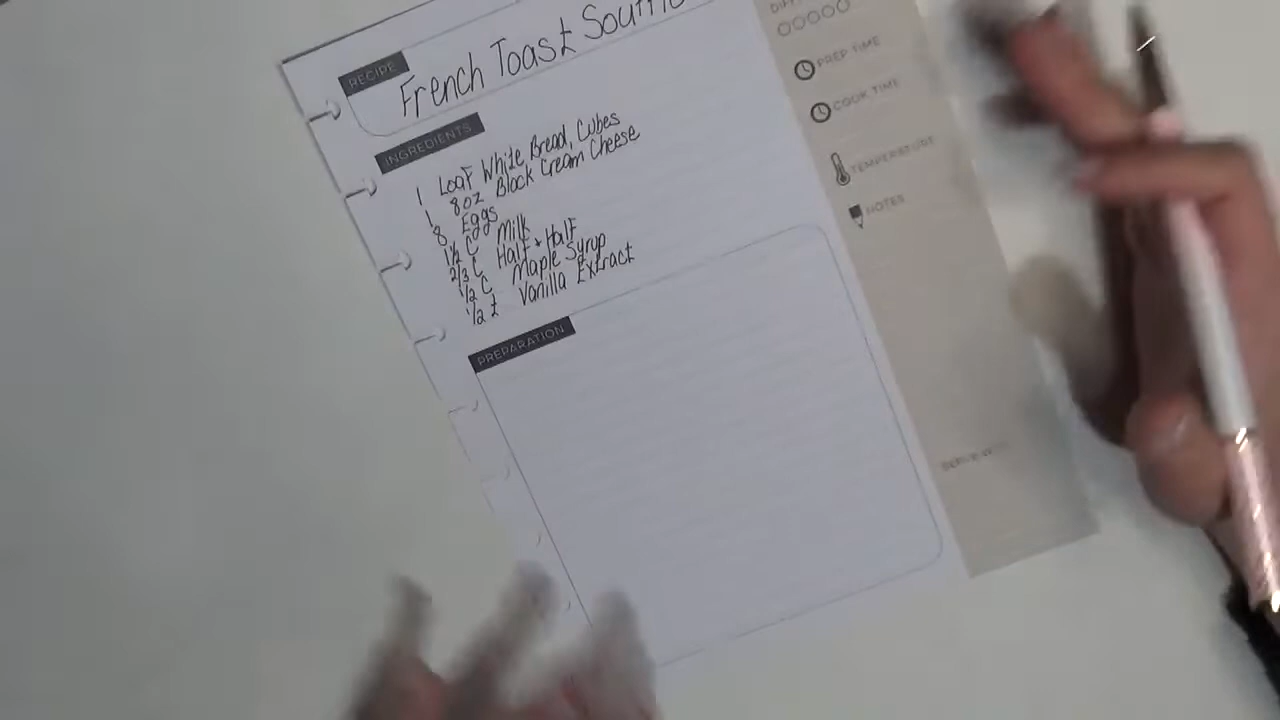 RECIPE
French Toast Souffle
INGREDIENTS
1 Loaf White Bread, Cubes
1 8oz Block Cream Cheese
8 Eggs
1½ C Milk
2/3 C Half + Half
½ C Maple Syrup
½ t Vanilla Extract
PREPARATION
PREP TIME
COOK TIME
TEMPERATURE
NOTES